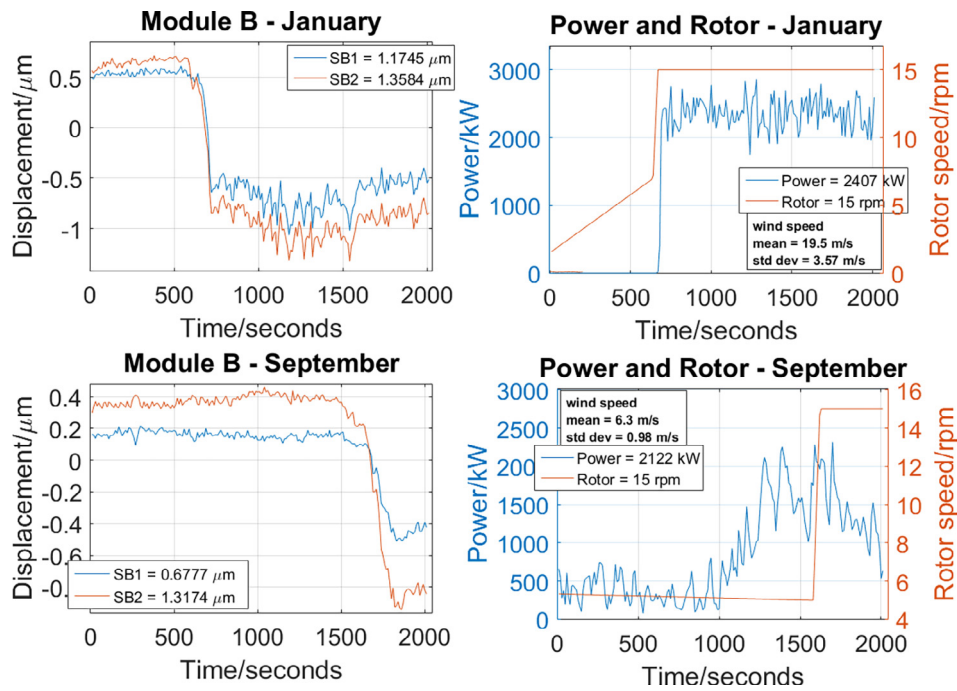 Module B - January
Displacement/μm
0.5
0
-0.5
-1
SB1 = 1.1745 μm
SB2 = 1.3584 μm
0 500 1000 1500 2000
Time/seconds
Power and Rotor - January
Power/kW
3000
2000
1000
0
15
10
5
0
Rotor speed/rpm
Power = 2407 kW
Rotor = 15 rpm
wind speed
mean = 19.5 m/s
std dev = 3.57 m/s
0 500 1000 1500 2000
Time/seconds
Module B - September
Displacement/μm
0.4
0.2
0
-0.2
-0.4
-0.6
-0.
SB1 = 0.6777 μm
SB2 = 1.3174 μm
0 500 1000 1500 2000
Time/seconds
Power and Rotor - September
Power/kW
3000
2500
2000
1500
1000
500
0
wind speed
mean = 6.3 m/s
std dev = 0.98 m/s
Power = 2122 kW
Rotor = 15 rpm
16
14
12
10
8
6
4
Rotor speed/rpm
0 500 1000 1500 2000
Time/seconds